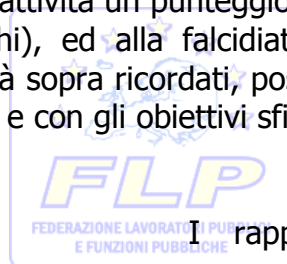 attività un punteggio
hi), ed alla falcidiat
à sopra ricordati, pos
e con gli obiettivi sfi
FLP
FEDERAZIONE LAVORATORI PUBBLICI
E FUNZIONI PUBBLICHE
I rapp